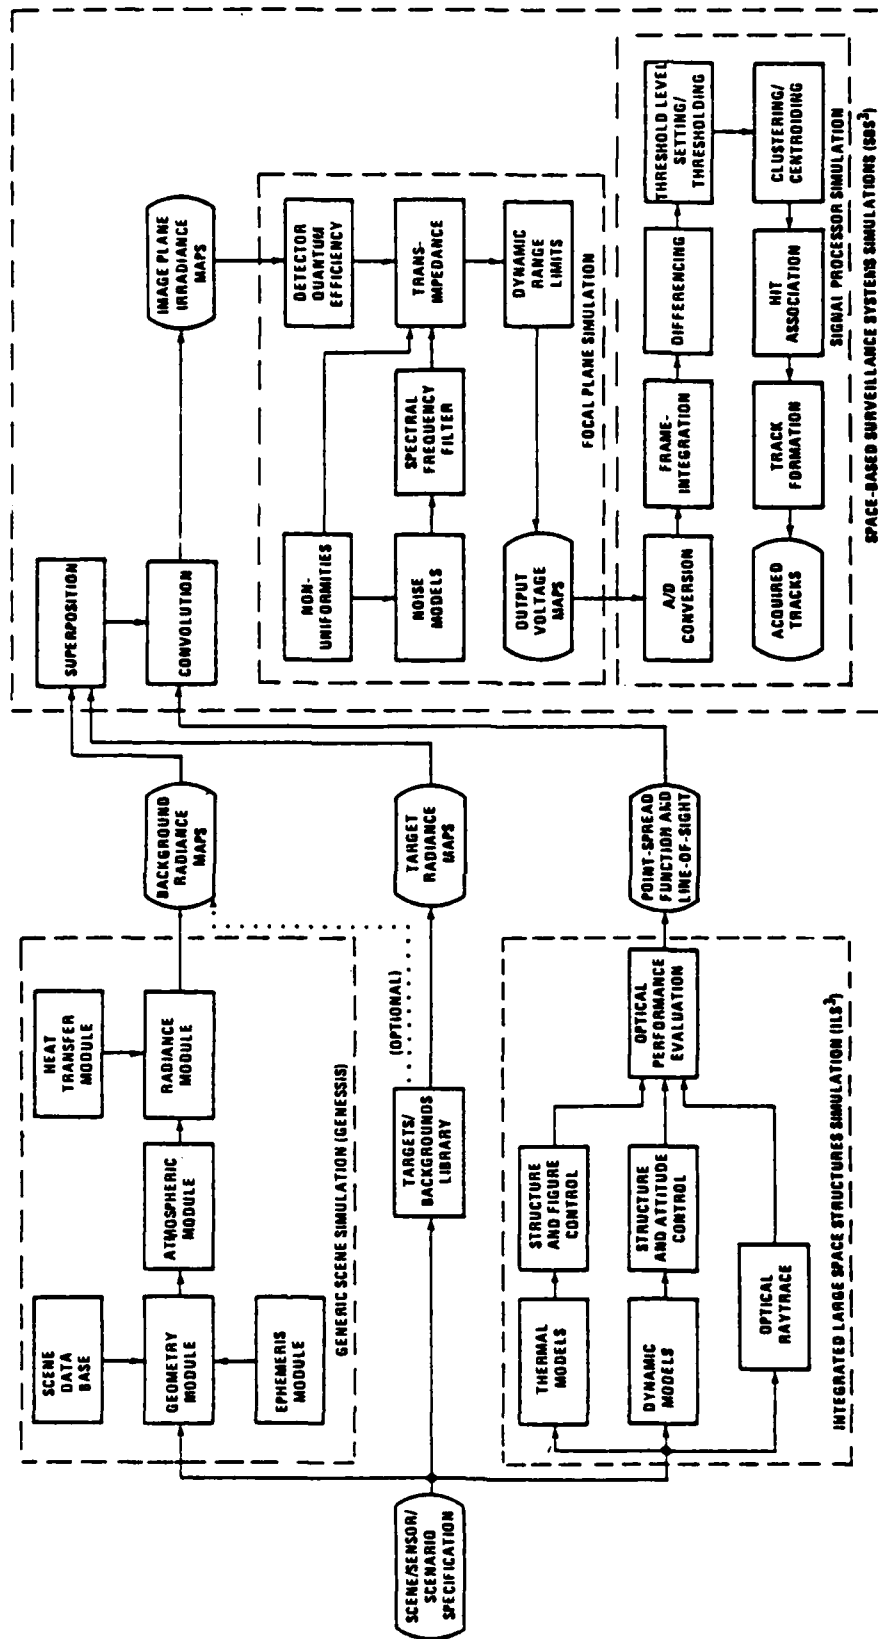 SCENE/SENSOR/
SCENARIO
SPECIFICATION
SCENE
DATA
BASE
GEOMETRY
MODULE
EPHEMERIS MODULE
ATMOSPHERIC
MODULE
HEAT
TRANSFER
MODULE
RADIANCE
MODULE
GENERIC SCENE SIMULATION (GENESSIS)
BACKGROUND
RADIANCE
MAPS
TARGETS/
BACKGROUNDS
LIBRARY
(OPTIONAL)
TARGET
RADIANCE
MAPS
THERMAL
MODELS
STRUCTURE
AND FIGURE
CONTROL
DYNAMIC
MODELS
STRUCTURE
AND ATTITUDE
CONTROL
OPTICAL
RAYTRACE
OPTICAL
PERFORMANCE
EVALUATION
INTEGRATED LARGE SPACE STRUCTURES SIMULATION (ILS³)
POINT-SPREAD
FUNCTION AND
LINE-OF-SIGHT
SUPERPOSITION
CONVOLUTION
IMAGE PLANE
IRRADIANCE
MAPS
NON-
UNIFORMITIES
NOISE MODELS
SPECTRAL
FREQUENCY
FILTER
DETECTOR
QUANTUM
EFFICIENCY
TRANS-
IMPEDANCE
DYNAMIC
RANGE
LIMITS
OUTPUT
VOLTAGE
MAPS
FOCAL PLANE SIMULATION
A/D
CONVERSION
FRAME-
INTEGRATION
DIFFERENCING
THRESHOLD LEVEL
SETTING/
THRESHOLDING
CLUSTERING/
CENTROIDING
HIT
ASSOCIATION
TRACK
FORMATION
ACQUIRED
TRACKS
SIGNAL PROCESSOR SIMULATION
SPACE-BASED SURVEILLANCE SYSTEMS SIMULATIONS (SBS³)